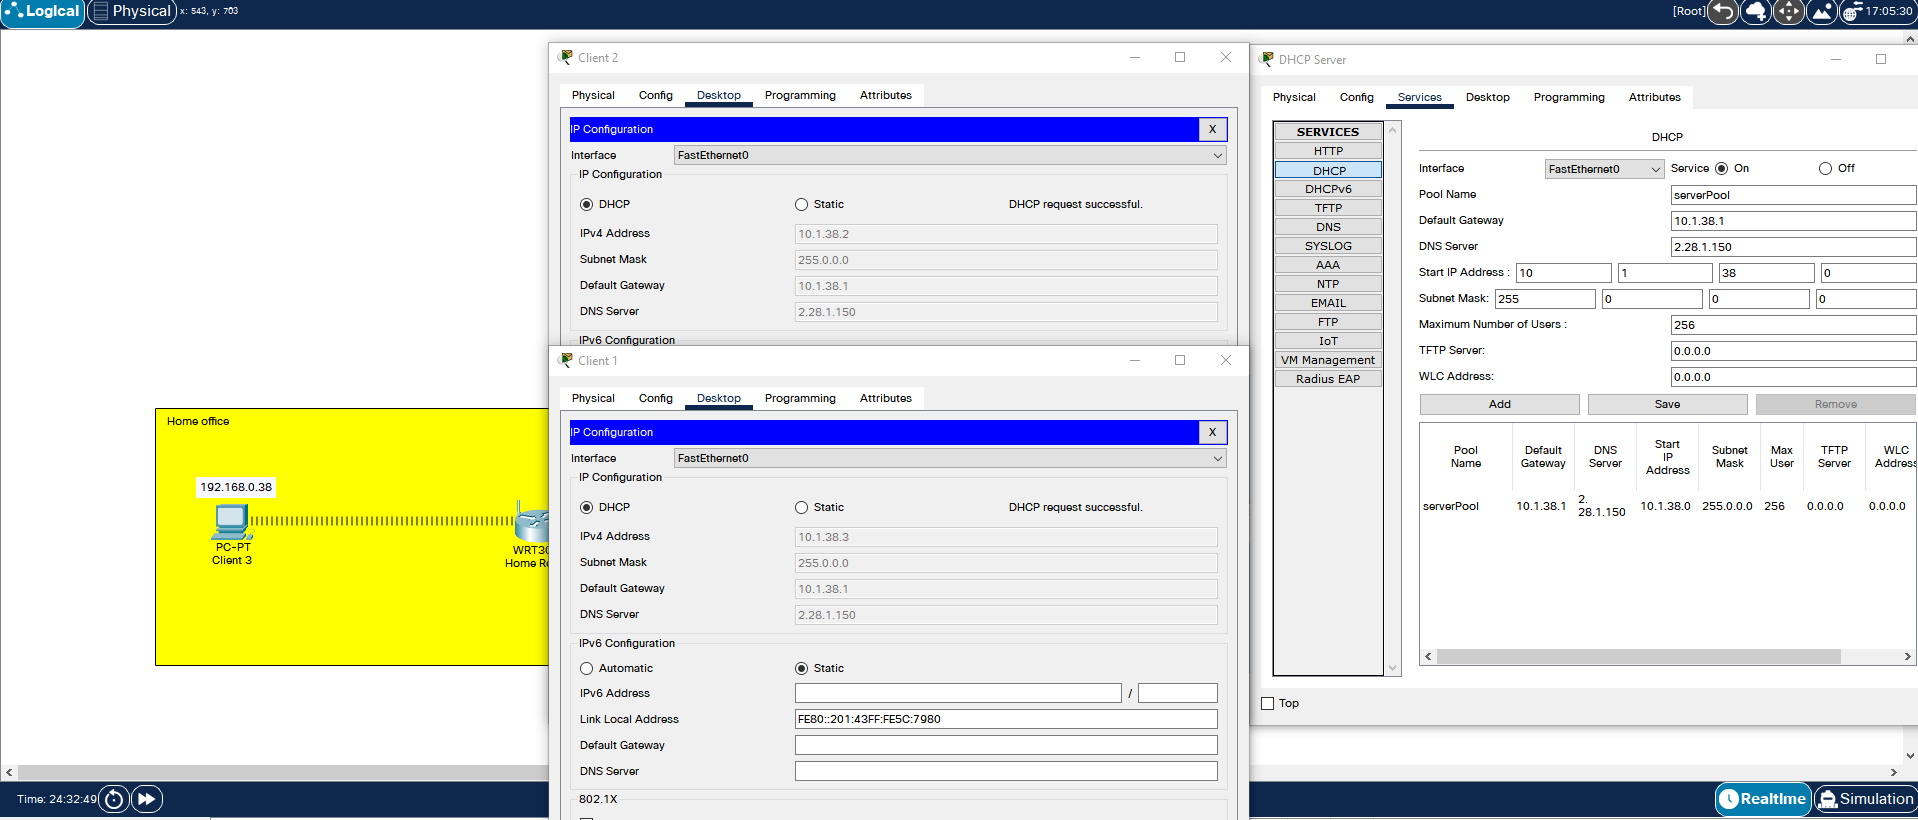 Logical
Physical
x: 543, y: 703
[Root]
17:05:30
Home office
192.168.0.38
PC-PT
Client 3
WRT30
Home Ro
Client 2
Physical
Config
Desktop
Programming
Attributes
IP Configuration
X
Interface
FastEthernet0
IP Configuration
DHCP
Static
DHCP request successful.
IPv4 Address
10.1.38.2
Subnet Mask
255.0.0.0
Default Gateway
10.1.38.1
DNS Server
2.28.1.150
IPv6 Configuration
Client 1
Physical
Config
Desktop
Programming
Attributes
IP Configuration
X
Interface
FastEthernet0
IP Configuration
DHCP
Static
DHCP request successful.
IPv4 Address
10.1.38.3
Subnet Mask
255.0.0.0
Default Gateway
10.1.38.1
DNS Server
2.28.1.150
IPv6 Configuration
Automatic
Static
IPv6 Address
/
Link Local Address
FE80::201:43FF:FE5C:7980
Default Gateway
DNS Server
802.1X
DHCP Server
Physical
Config
Services
Desktop
Programming
Attributes
SERVICES
HTTP
DHCP
DHCPv6
TFTP
DNS
SYSLOG
AAA
NTP
EMAIL
FTP
IoT
VM Management
Radius EAP
DHCP
Interface
FastEthernet0
Service
On
Off
Pool Name
serverPool
Default Gateway
10.1.38.1
DNS Server
2.28.1.150
Start IP Address :
10
1
38
0
Subnet Mask:
255
0
0
0
Maximum Number of Users :
256
TFTP Server:
0.0.0.0
WLC Address:
0.0.0.0
Add
Save
Remove
Pool
Name
Default
Gateway
DNS
Server
Start
IP
Address
Subnet
Mask
Max
User
TFTP
Server
WLC
Address
serverPool
10.1.38.1
2.
28.1.150
10.1.38.0
255.0.0.0
256
0.0.0.0
0.0.0.0
Top
Time: 24:32:49
Realtime
Simulation